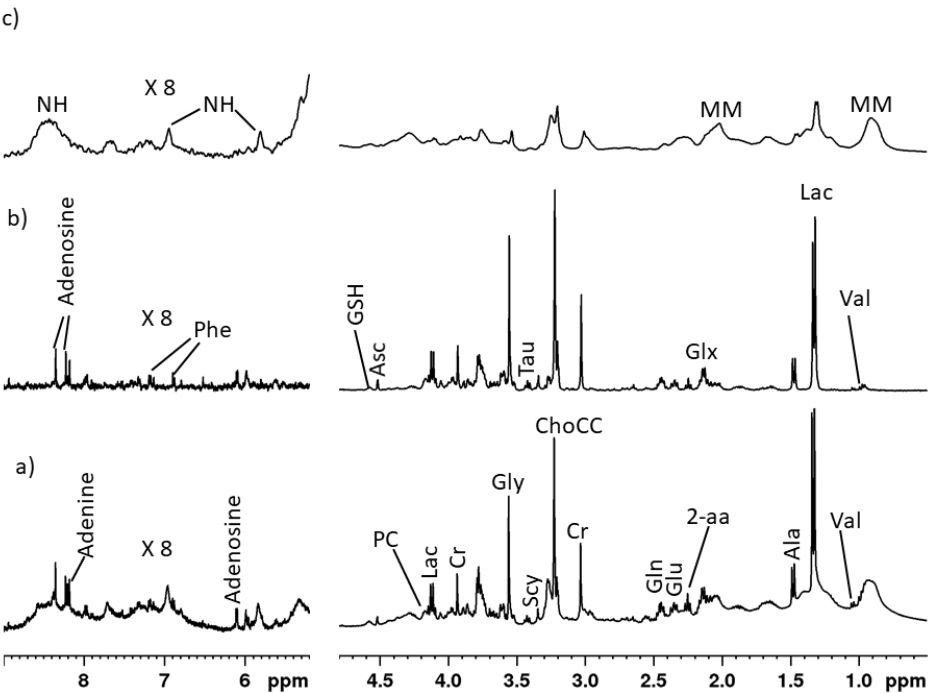 c)
X 8
NH
NH
MM
MM
b)
Adenosine
X 8
Phe
GSH
Asc
Tau
Glx
Lac
Val
a)
Adenine
X 8
Adenosine
PC
Lac
Cr
Gly
Scy
ChoCC
Cr
Gln
Glu
2-aa
Ala
Val
8 7 6 ppm 4.5 4.0 3.5 3.0 2.5 2.0 1.5 1.0 ppm